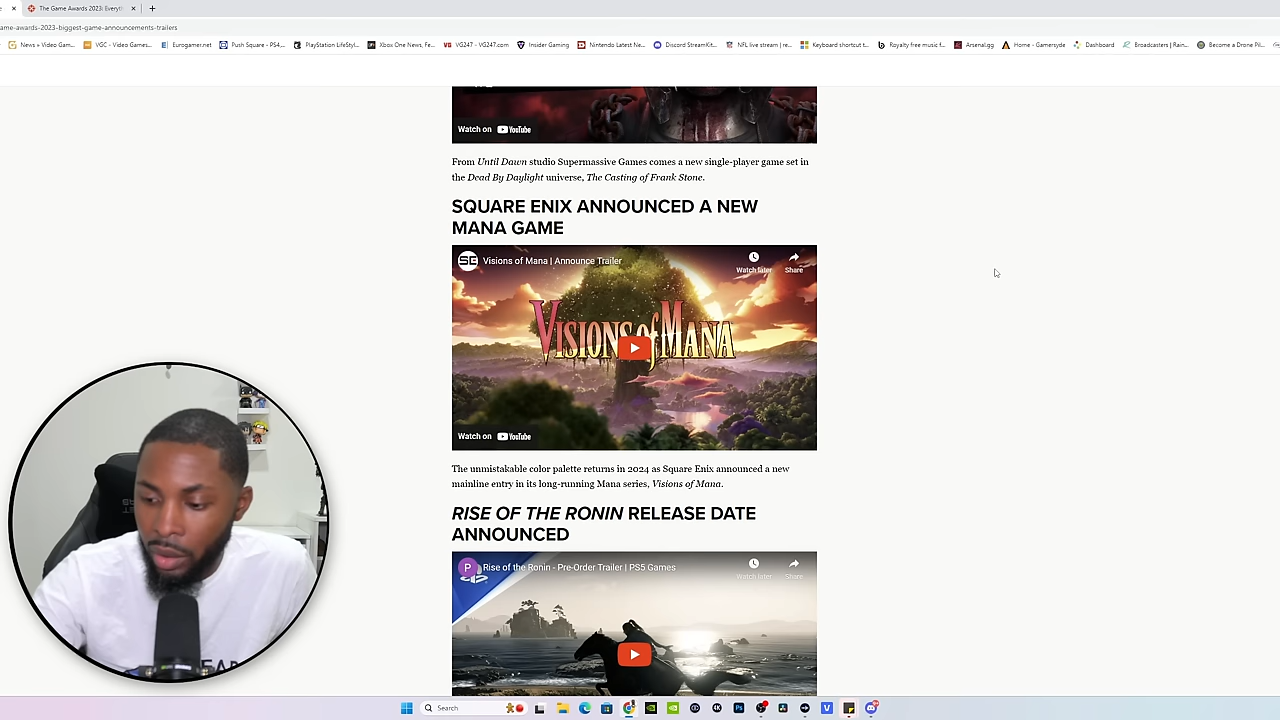 The Game Awards 2023: Everyth
ame-awards-2023-biggest-game-announcements-trailers
News » Video Gam...
VGC - Video Games...
Eurogamer.net
Push Square - PS4,...
PlayStation LifeStyl...
Xbox One News, Fe...
VG247 - VG247.com
Insider Gaming
Nintendo Latest Ne...
Discord StreamKit...
NFL live stream | re...
Keyboard shortcut t...
Royalty free music f...
Arsenal.gg
Home - Gamersyde
Dashboard
Broadcasters | Rain...
Become a Drone Pil...
Watch on YouTube
From Until Dawn studio Supermassive Games comes a new single-player game set in
the Dead By Daylight universe, The Casting of Frank Stone.
SQUARE ENIX ANNOUNCED A NEW
MANA GAME
SE Visions of Mana | Announce Trailer
Watch later
Share
VISIONS of MANA
Watch on YouTube
The unmistakable color palette returns in 2024 as Square Enix announced a new
mainline entry in its long-running Mana series, Visions of Mana.
RISE OF THE RONIN RELEASE DATE
ANNOUNCED
P Rise of the Ronin - Pre-Order Trailer | PS5 Games
Watch later
Share
Search